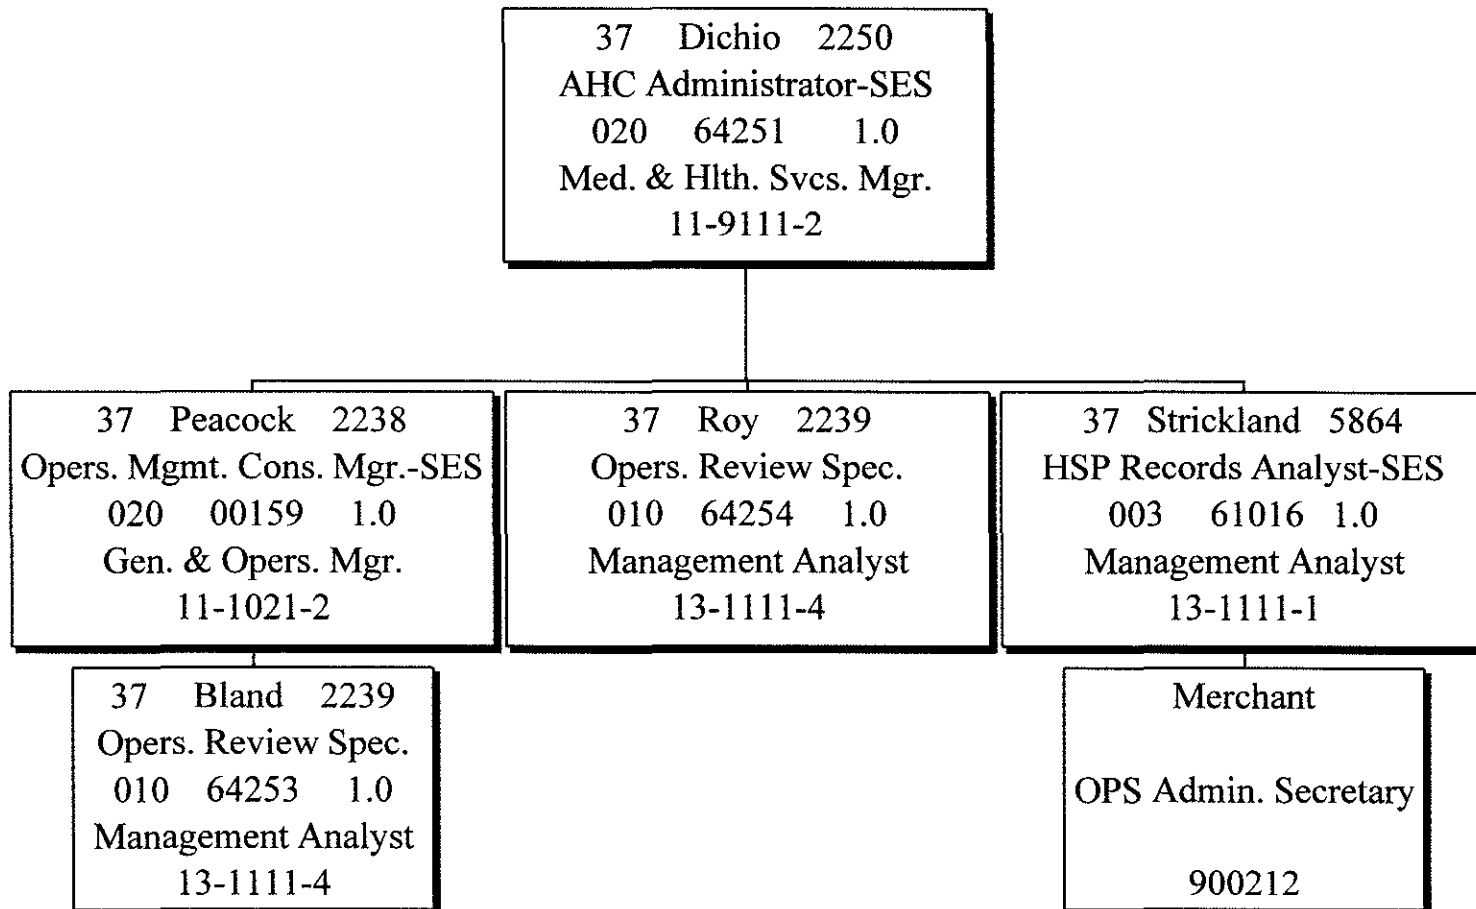 37 Dichio 2250
AHC Administrator-SES
020 64251 1.0
Med. & Hlth. Svcs. Mgr.
11-9111-2
37 Peacock 2238
Opers. Mgmt. Cons. Mgr.-SES
020 00159 1.0
Gen. & Opers. Mgr.
11-1021-2
37 Roy 2239
Opers. Review Spec.
010 64254 1.0
Management Analyst
13-1111-4
37 Strickland 5864
HSP Records Analyst-SES
003 61016 1.0
Management Analyst
13-1111-1
37 Bland 2239
Opers. Review Spec.
010 64253 1.0
Management Analyst
13-1111-4
Merchant
OPS Admin. Secretary
900212